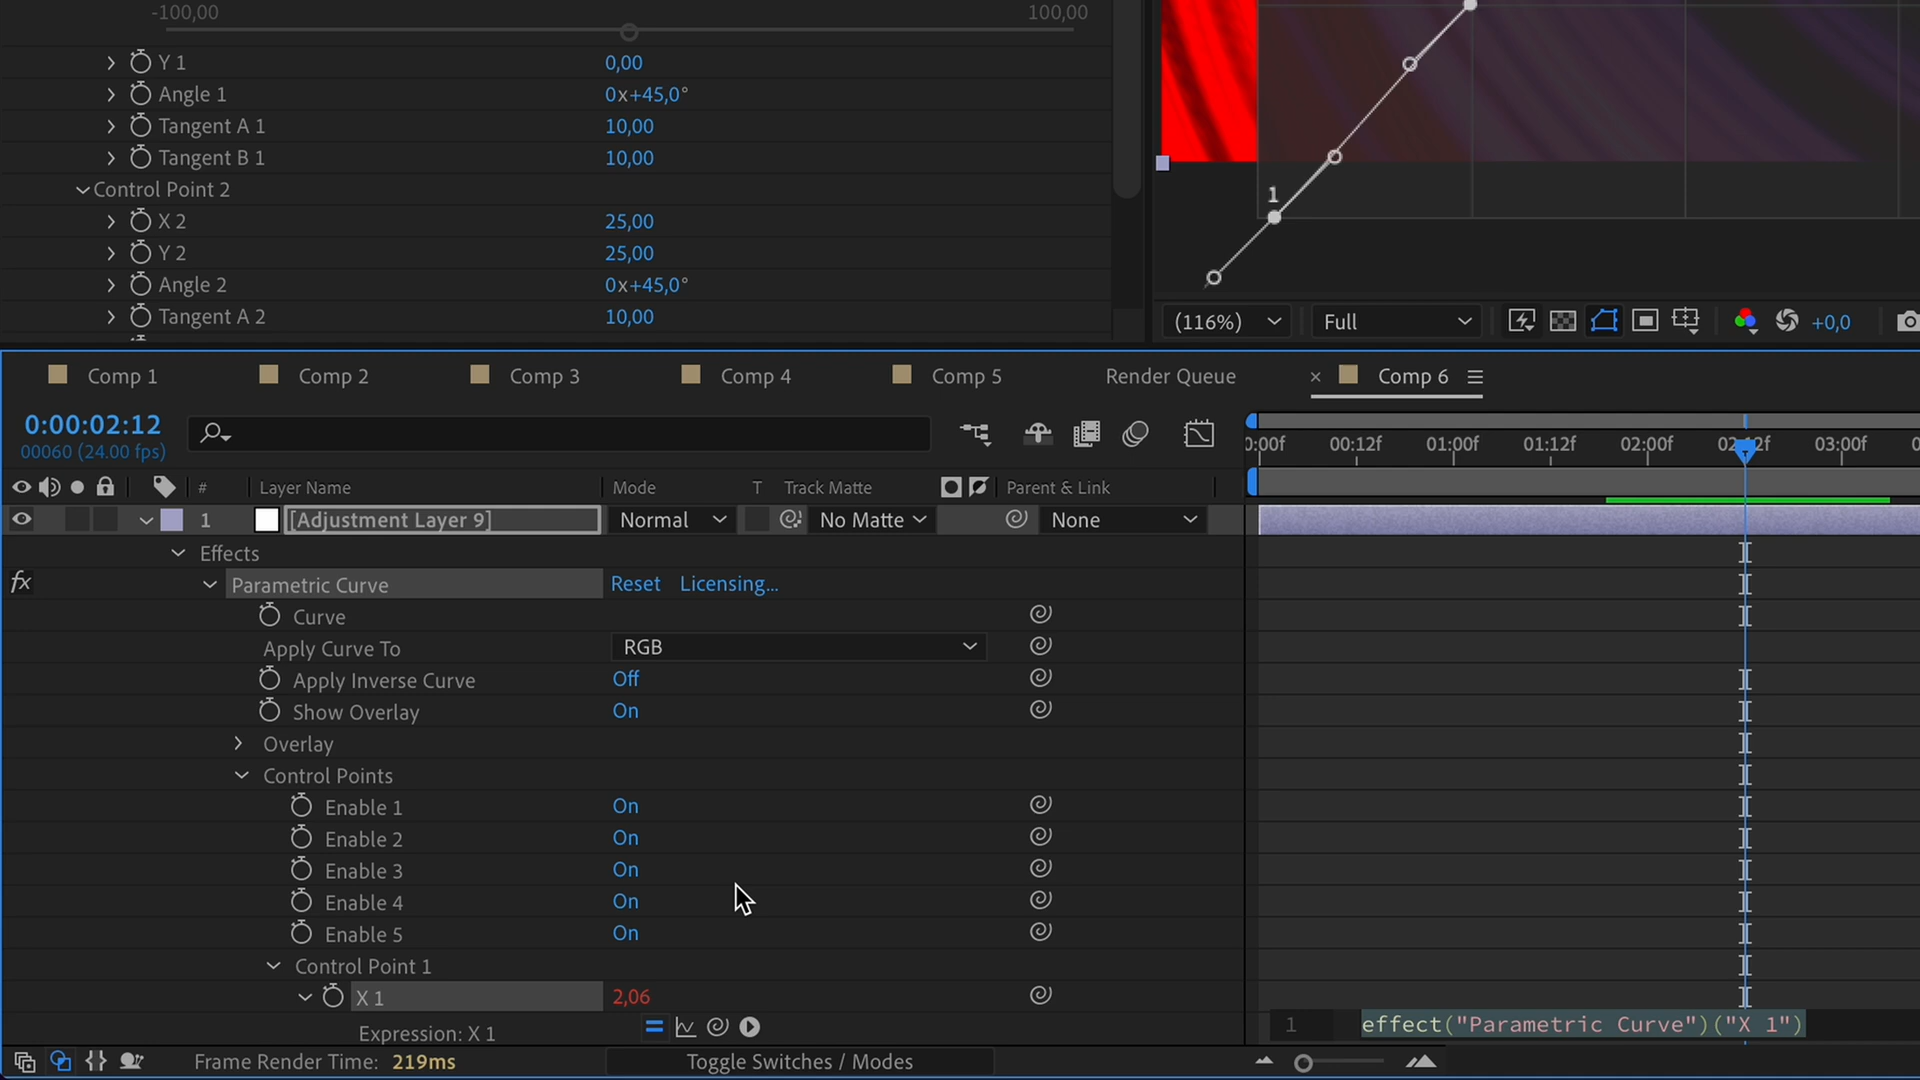 -100,00 100,00
Y 1 0,00
Angle 1 0x+45,0°
Tangent A 1 10,00
Tangent B 1 10,00
Control Point 2
X 2 25,00
Y 2 25,00
Angle 2 0x+45,0°
Tangent A 2 10,00
1
(116%) Full +0,0
Comp 1 Comp 2 Comp 3 Comp 4 Comp 5 Render Queue × Comp 6
0:00:02:12
00060 (24.00 fps)
0:00f 00:12f 01:00f 01:12f 02:00f 02:12f 03:00f
# Layer Name Mode T Track Matte Parent & Link
1 [Adjustment Layer 9] Normal No Matte None
Effects
fx Parametric Curve Reset Licensing...
Curve
Apply Curve To RGB
Apply Inverse Curve Off
Show Overlay On
Overlay
Control Points
Enable 1 On
Enable 2 On
Enable 3 On
Enable 4 On
Enable 5 On
Control Point 1
X 1 2,06
Expression: X 1 1 effect("Parametric Curve")("X 1")
Frame Render Time: 219ms Toggle Switches / Modes